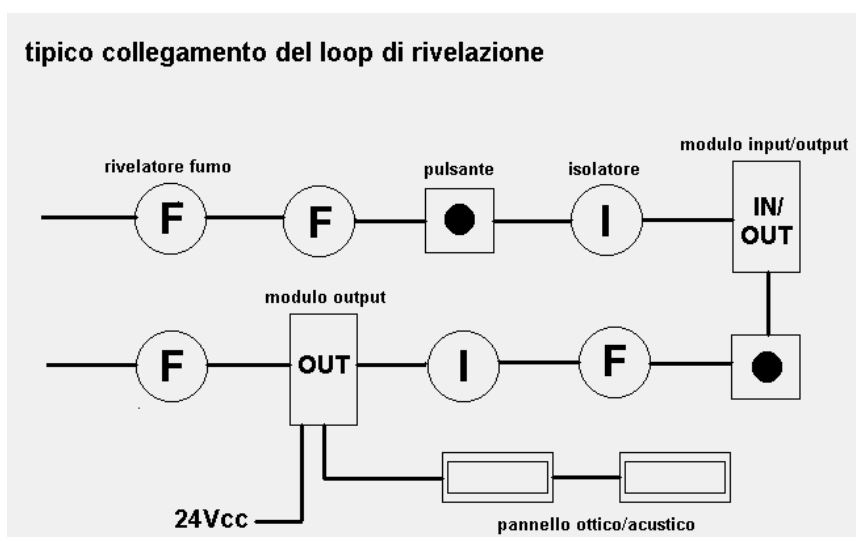 tipico collegamento del loop di rivelazione
modulo input/output
rivelatore fumo
pulsante
isolatore
F
F
I
IN/
OUT
modulo output
F
OUT
I
F
24Vcc
pannello ottico/acustico